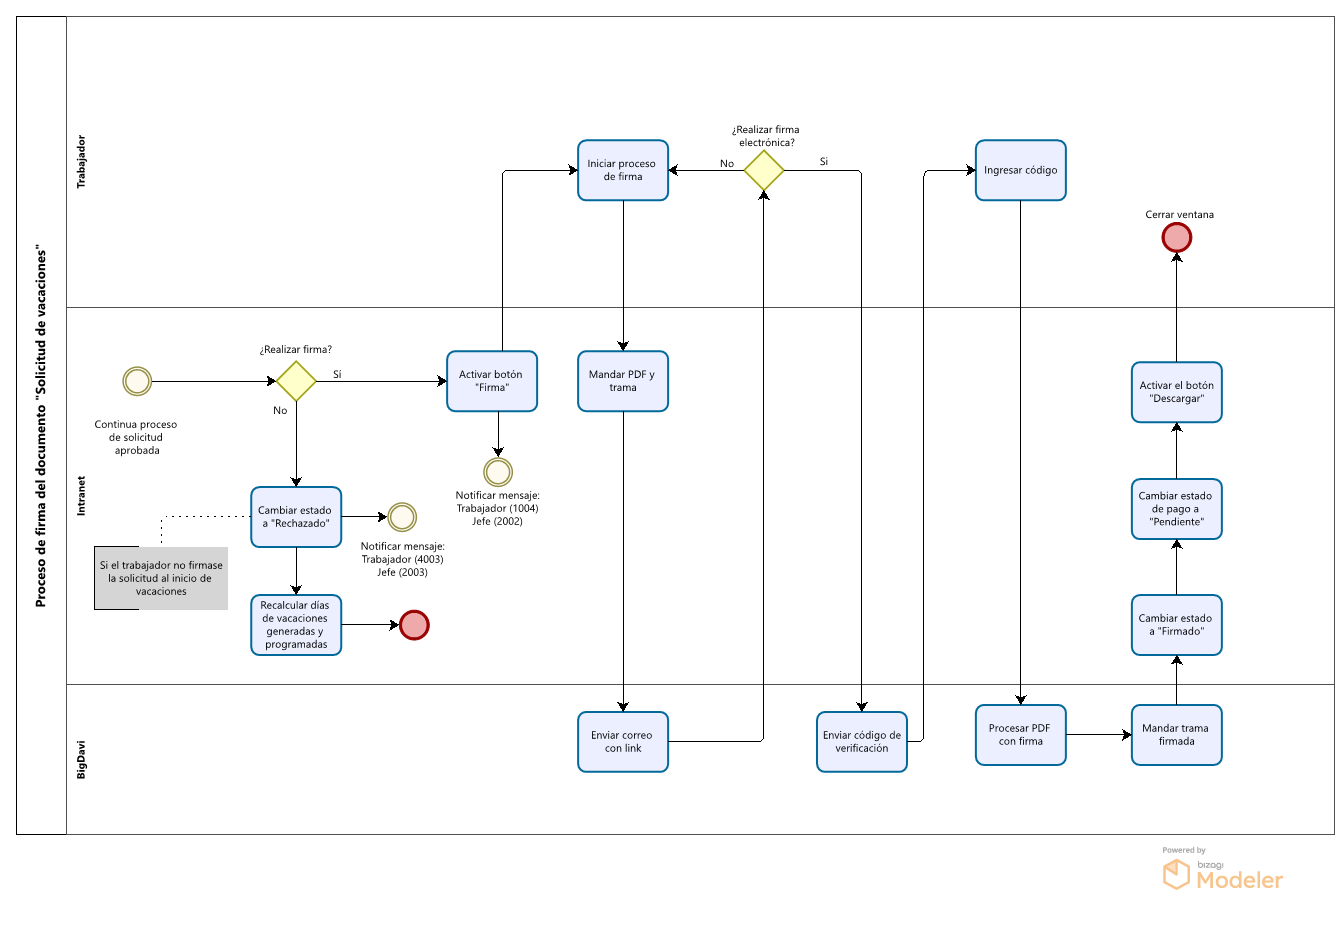 Proceso de firma del documento "Solicitud de vacaciones"
Trabajador
¿Realizar firma
electrónica?
No
Si
Iniciar proceso
de firma
Ingresar código
Cerrar ventana
Intranet
¿Realizar firma?
Sí
No
Continua proceso
de solicitud
aprobada
Activar botón
"Firma"
Mandar PDF y
trama
Activar el botón
"Descargar"
Notificar mensaje:
Trabajador (1004)
Jefe (2002)
Cambiar estado
a "Rechazado"
Notificar mensaje:
Trabajador (4003)
Jefe (2003)
Cambiar estado
de pago a
"Pendiente"
Si el trabajador no firmase
la solicitud al inicio de
vacaciones
Recalcular días
de vacaciones
generadas y
programadas
Cambiar estado
a "Firmado"
BigDavi
Enviar correo
con link
Enviar código de
verificación
Procesar PDF
con firma
Mandar trama
firmada
Powered by
bizagi
Modeler